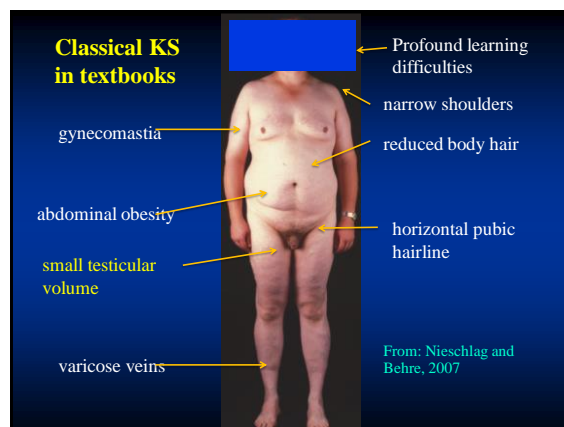 Classical KS
in textbooks
Profound learning
difficulties
narrow shoulders
gynecomastia
reduced body hair
abdominal obesity
horizontal pubic
hairline
small testicular
volume
varicose veins
From: Nieschlag and
Behre, 2007